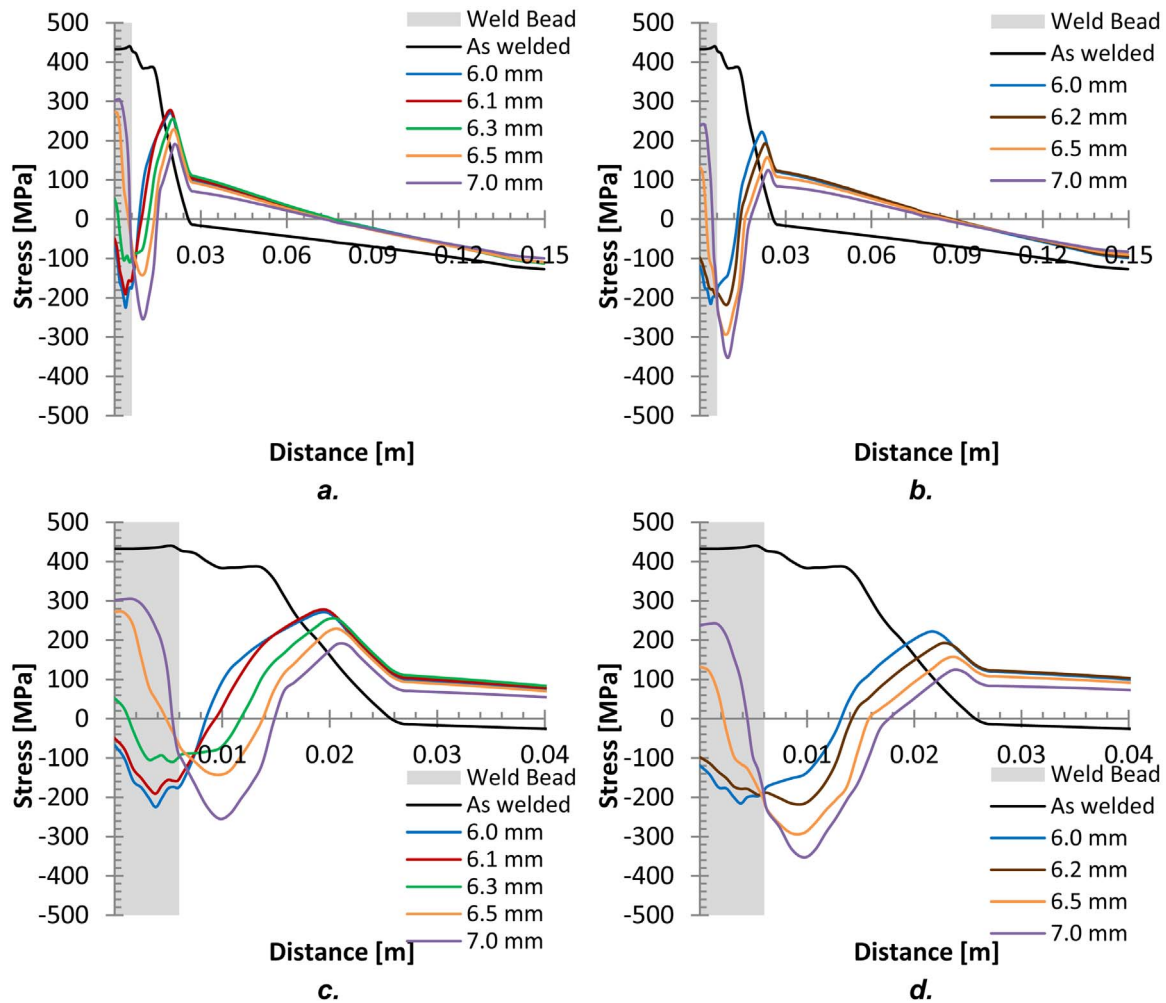 500
400
300
200
100
0
-100
-200
-300
-400
-500
Stress [MPa]
0.03
0.06
0.09
0.12
0.15
Distance [m]
Weld Bead
As welded
6.0 mm
6.1 mm
6.3 mm
6.5 mm
7.0 mm
a.
500
400
300
200
100
0
-100
-200
-300
-400
-500
Stress [MPa]
0.03
0.06
0.09
0.12
0.15
Distance [m]
Weld Bead
As welded
6.0 mm
6.2 mm
6.5 mm
7.0 mm
b.
500
400
300
200
100
0
-100
-200
-300
-400
-500
Stress [MPa]
0.01
0.02
0.03
0.04
Weld Bead
As welded
6.0 mm
6.1 mm
6.3 mm
6.5 mm
7.0 mm
Distance [m]
c.
500
400
300
200
100
0
-100
-200
-300
-400
-500
Stress [MPa]
0.01
0.02
0.03
0.04
Weld Bead
As welded
6.0 mm
6.2 mm
6.5 mm
7.0 mm
Distance [m]
d.